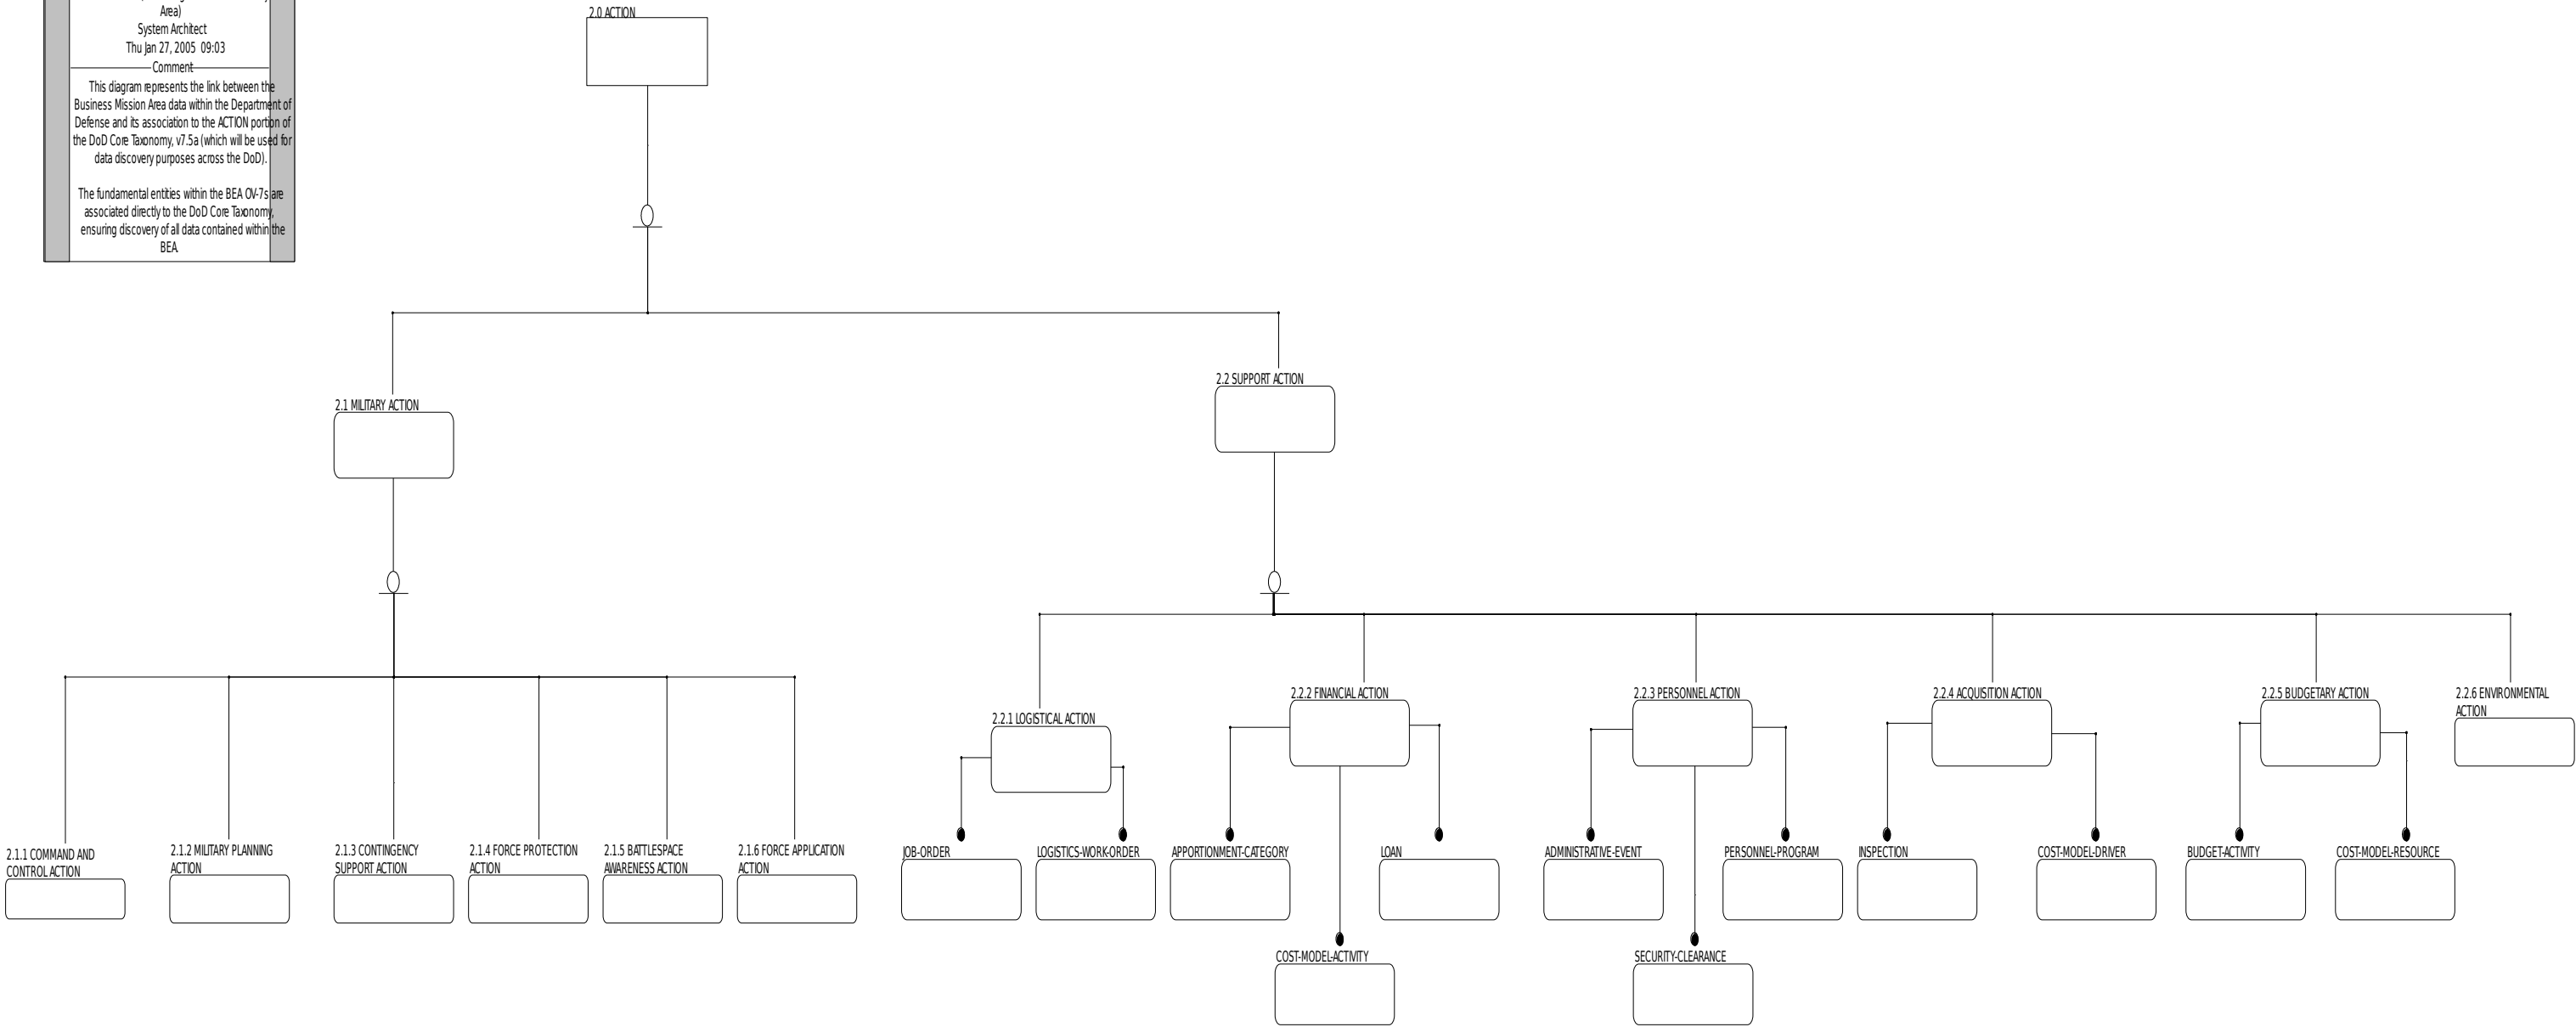 Area)
System Architect
Thu Jan 27, 2005 09:03
Comment
This diagram represents the link between the
Business Mission Area data within the Department of
Defense and its association to the ACTION portion of
the DoD Core Taxonomy, v7.5a (which will be used for
data discovery purposes across the DoD).
The fundamental entities within the BEA OV-7s are
associated directly to the DoD Core Taxonomy,
ensuring discovery of all data contained within the
BEA.
2.0 ACTION
2.1 MILITARY ACTION
2.2 SUPPORT ACTION
2.1.1 COMMAND AND
CONTROL ACTION
2.1.2 MILITARY PLANNING
ACTION
2.1.3 CONTINGENCY
SUPPORT ACTION
2.1.4 FORCE PROTECTION
ACTION
2.1.5 BATTLESPACE
AWARENESS ACTION
2.1.6 FORCE APPLICATION
ACTION
2.2.1 LOGISTICAL ACTION
2.2.2 FINANCIAL ACTION
2.2.3 PERSONNEL ACTION
2.2.4 ACQUISITION ACTION
2.2.5 BUDGETARY ACTION
2.2.6 ENVIRONMENTAL
ACTION
JOB-ORDER
LOGISTICS-WORK-ORDER
APPORTIONMENT-CATEGORY
LOAN
ADMINISTRATIVE-EVENT
PERSONNEL-PROGRAM
INSPECTION
COST-MODEL-DRIVER
BUDGET-ACTIVITY
COST-MODEL-RESOURCE
COST-MODEL-ACTIVITY
SECURITY-CLEARANCE